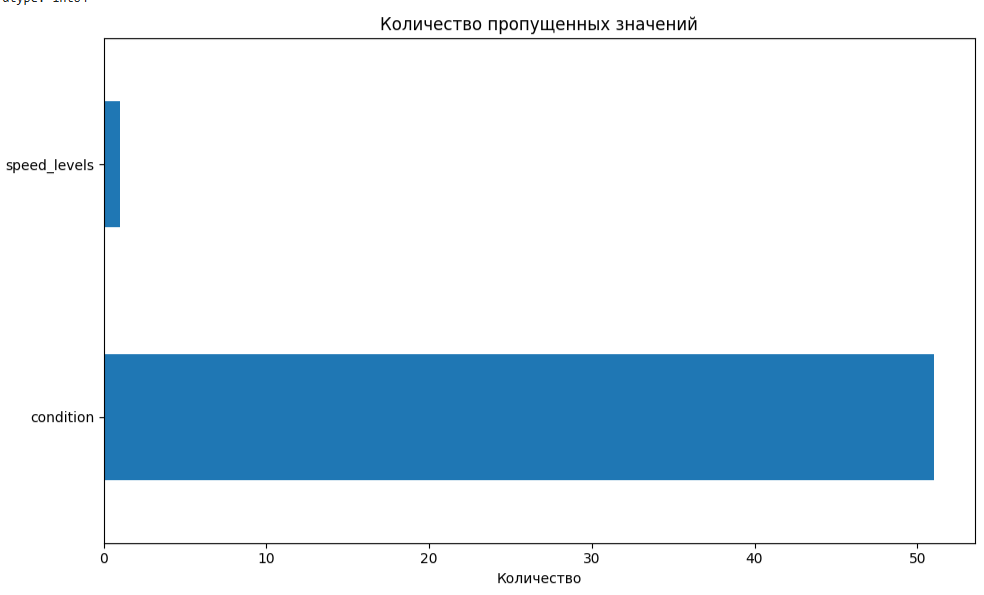 Количество пропущенных значений
speed_levels
condition
0 10 20 30 40 50
Количество